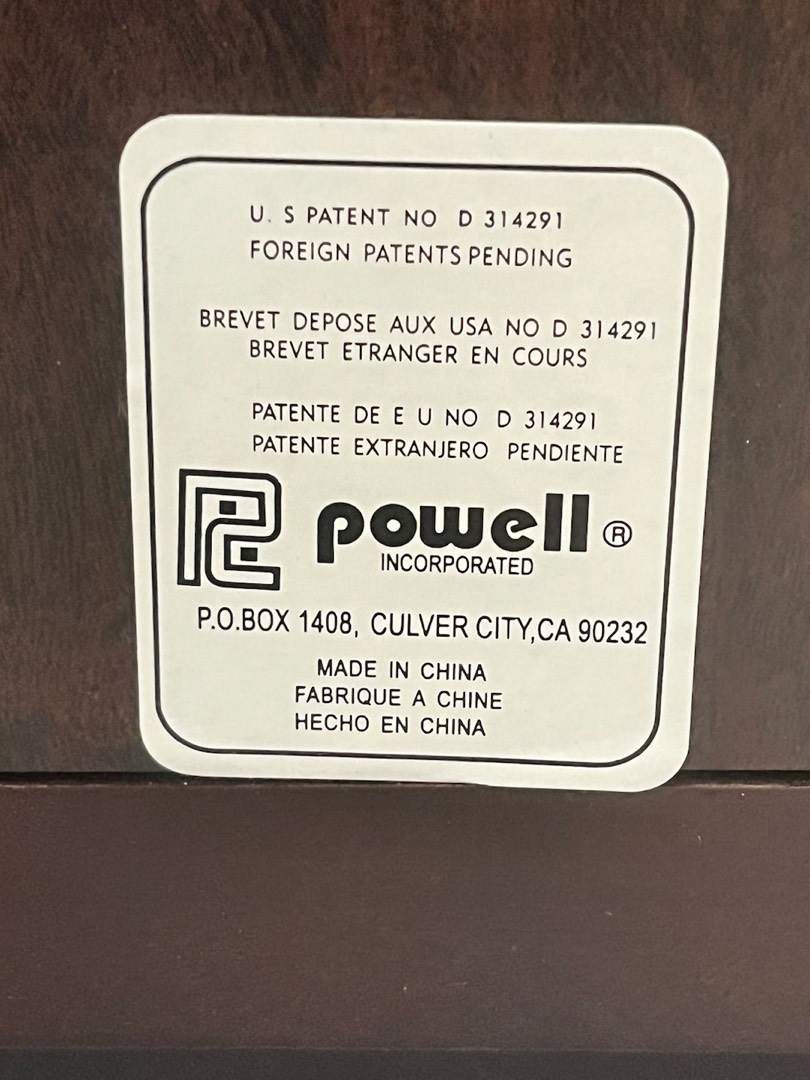 U. S PATENT NO D 314291
FOREIGN PATENTS PENDING
BREVET DEPOSE AUX USA NO D 314291
BREVET ETRANGER EN COURS
PATENTE DE E U NO D 314291
PATENTE EXTRANJERO PENDIENTE
powell ®
INCORPORATED
P.O.BOX 1408, CULVER CITY,CA 90232
MADE IN CHINA
FABRIQUE A CHINE
HECHO EN CHINA